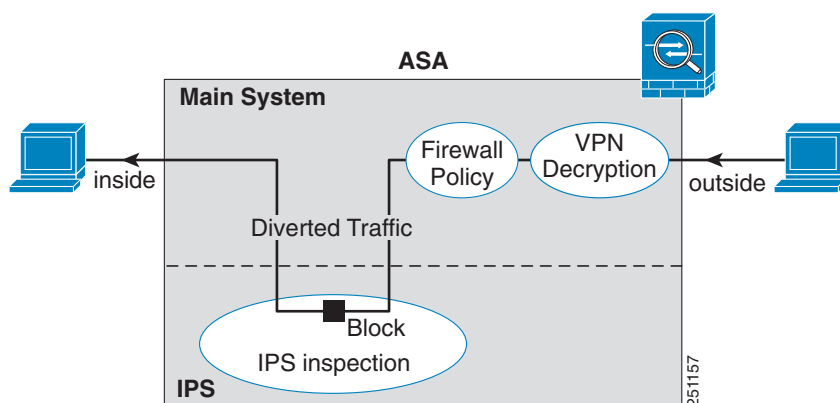 ASA
Main System
Firewall
Policy
VPN
Decryption
inside
outside
Diverted Traffic
Block
IPS inspection
IPS
251157